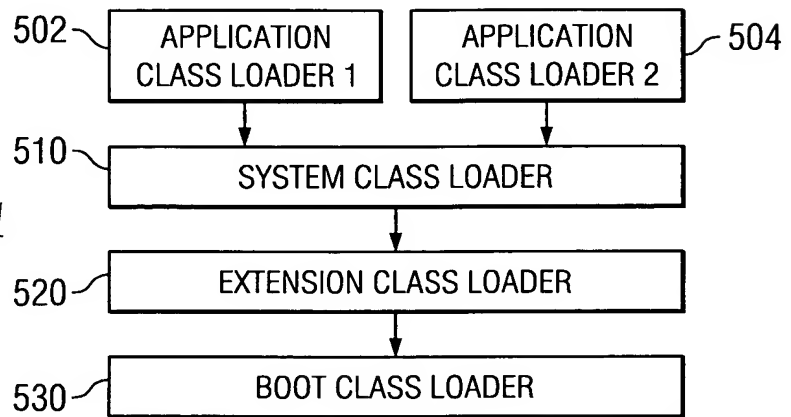 502
APPLICATION
CLASS LOADER 1
APPLICATION
CLASS LOADER 2
504
510
SYSTEM CLASS LOADER
520
EXTENSION CLASS LOADER
530
BOOT CLASS LOADER